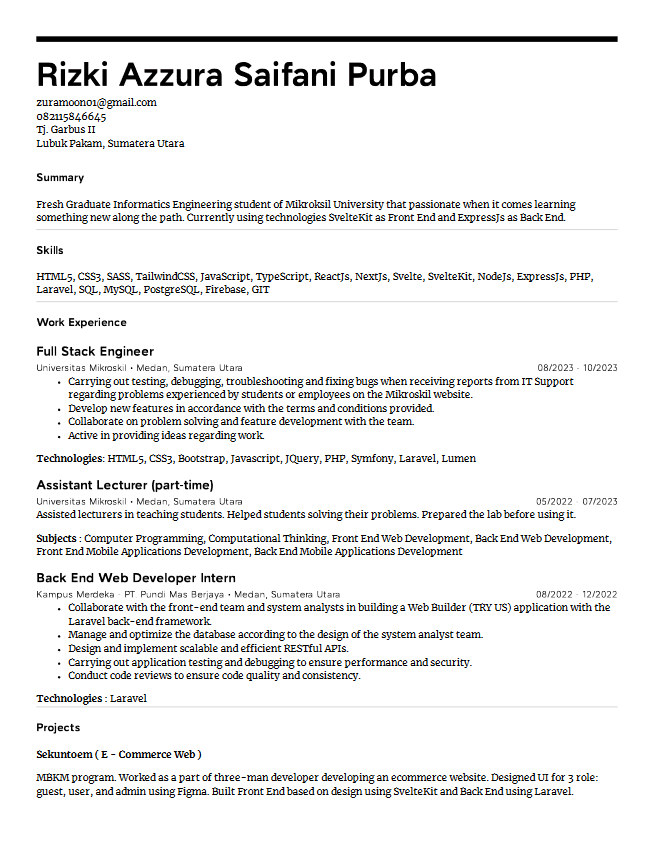 Rizki Azzura Saifani Purba
zuramoon01@gmail.com
082115846645
Tj. Garbus II
Lubuk Pakam, Sumatera Utara
Summary
Fresh Graduate Informatics Engineering student of Mikroksil University that passionate when it comes learning
something new along the path. Currently using technologies SvelteKit as Front End and ExpressJs as Back End.
Skills
HTML5, CSS3, SASS, TailwindCSS, JavaScript, TypeScript, ReactJs, NextJs, Svelte, SvelteKit, NodeJs, ExpressJs, PHP,
Laravel, SQL, MySQL, PostgreSQL, Firebase, GIT
Work Experience
Full Stack Engineer
Universitas Mikroskil • Medan, Sumatera Utara 08/2023 - 10/2023
• Carrying out testing, debugging, troubleshooting and fixing bugs when receiving reports from IT Support
regarding problems experienced by students or employees on the Mikroskil website.
• Develop new features in accordance with the terms and conditions provided.
• Collaborate on problem solving and feature development with the team.
• Active in providing ideas regarding work.
Technologies: HTML5, CSS3, Bootstrap, Javascript, JQuery, PHP, Symfony, Laravel, Lumen
Assistant Lecturer (part-time)
Universitas Mikroskil • Medan, Sumatera Utara 05/2022 - 07/2023
Assisted lecturers in teaching students. Helped students solving their problems. Prepared the lab before using it.
Subjects : Computer Programming, Computational Thinking, Front End Web Development, Back End Web Development,
Front End Mobile Applications Development, Back End Mobile Applications Development
Back End Web Developer Intern
Kampus Merdeka - PT. Pundi Mas Berjaya • Medan, Sumatera Utara 08/2022 - 12/2022
• Collaborate with the front-end team and system analysts in building a Web Builder (TRY US) application with the
Laravel back-end framework.
• Manage and optimize the database according to the design of the system analyst team.
• Design and implement scalable and efficient RESTful APIs.
• Carrying out application testing and debugging to ensure performance and security.
• Conduct code reviews to ensure code quality and consistency.
Technologies : Laravel
Projects
Sekuntoem ( E - Commerce Web )
MBKM program. Worked as a part of three-man developer developing an ecommerce website. Designed UI for 3 role:
guest, user, and admin using Figma. Built Front End based on design using SvelteKit and Back End using Laravel.